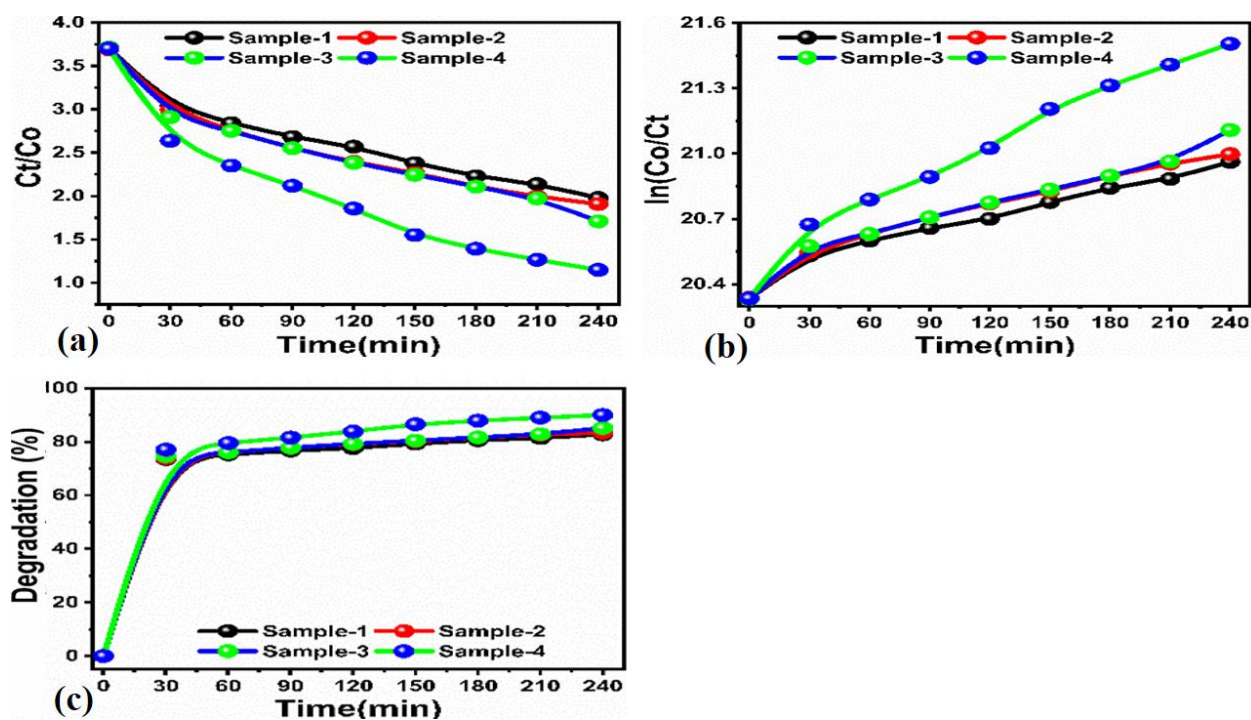 4.0
3.5
3.0
2.5
2.0
1.5
1.0
Ct/Co
Sample-1 Sample-2
Sample-3 Sample-4
0 30 60 90 120 150 180 210 240
Time(min)
(a)
21.6
21.3
21.0
20.7
20.4
ln(Co/Ct)
Sample-1 Sample-2
Sample-3 Sample-4
0 30 60 90 120 150 180 210 240
Time(min)
(b)
100
80
60
40
20
0
Degradation (%)
Sample-1 Sample-2
Sample-3 Sample-4
0 30 60 90 120 150 180 210 240
Time(min)
(c)